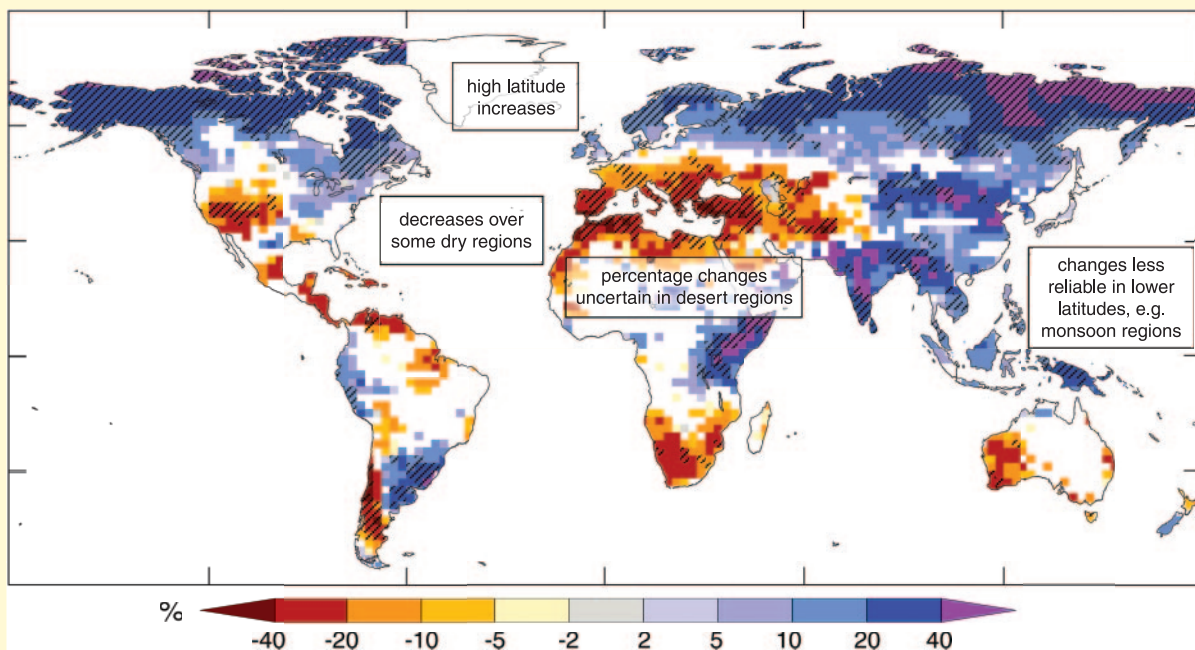 high latitude
increases
decreases over
some dry regions
percentage changes
uncertain in desert regions
changes less
reliable in lower
latitudes, e.g.
monsoon regions
% -40 -20 -10 -5 -2 2 5 10 20 40